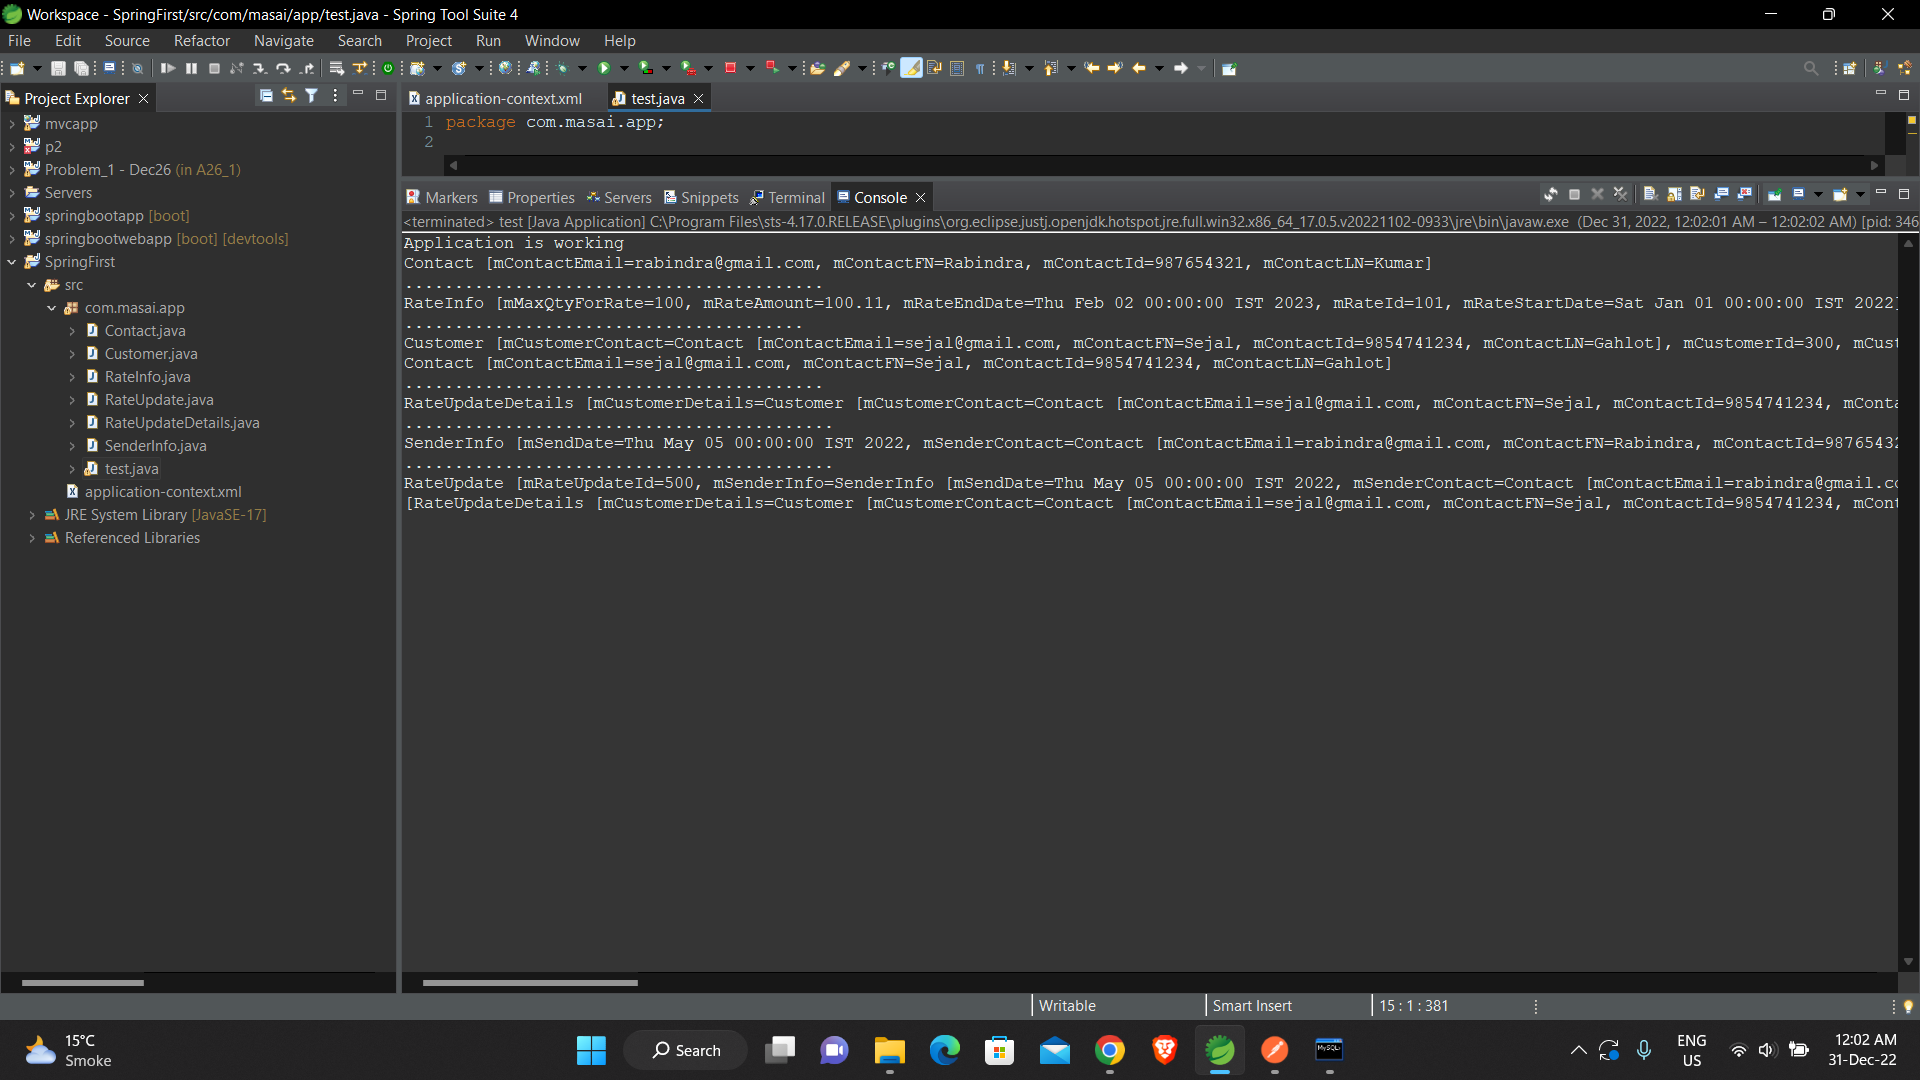 Workspace - SpringFirst/src/com/masai/app/test.java - Spring Tool Suite 4
File Edit Source Refactor Navigate Search Project Run Window Help
Project Explorer
mvcapp
p2
Problem_1 - Dec26 (in A26_1)
Servers
springbootapp [boot]
springbootwebapp [boot] [devtools]
SpringFirst
src
com.masai.app
Contact.java
Customer.java
RateInfo.java
RateUpdate.java
RateUpdateDetails.java
SenderInfo.java
test.java
application-context.xml
JRE System Library [JavaSE-17]
Referenced Libraries
application-context.xml test.java
1 package com.masai.app;
2
Markers Properties Servers Snippets Terminal Console
<terminated> test [Java Application] C:\Program Files\sts-4.17.0.RELEASE\plugins\org.eclipse.justj.openjdk.hotspot.jre.full.win32.x86_64_17.0.5.v20221102-0933\jre\bin\javaw.exe (Dec 31, 2022, 12:02:01 AM – 12:02:02 AM) [pid: 346
Application is working
Contact [mContactEmail=rabindra@gmail.com, mContactFN=Rabindra, mContactId=987654321, mContactLN=Kumar]
..........................................
RateInfo [mMaxQtyForRate=100, mRateAmount=100.11, mRateEndDate=Thu Feb 02 00:00:00 IST 2023, mRateId=101, mRateStartDate=Sat Jan 01 00:00:00 IST 2022]
........................................
Customer [mCustomerContact=Contact [mContactEmail=sejal@gmail.com, mContactFN=Sejal, mContactId=9854741234, mContactLN=Gahlot], mCustomerId=300, mCust
Contact [mContactEmail=sejal@gmail.com, mContactFN=Sejal, mContactId=9854741234, mContactLN=Gahlot]
..........................................
RateUpdateDetails [mCustomerDetails=Customer [mCustomerContact=Contact [mContactEmail=sejal@gmail.com, mContactFN=Sejal, mContactId=9854741234, mConta
...........................................
SenderInfo [mSendDate=Thu May 05 00:00:00 IST 2022, mSenderContact=Contact [mContactEmail=rabindra@gmail.com, mContactFN=Rabindra, mContactId=98765432
...........................................
RateUpdate [mRateUpdateId=500, mSenderInfo=SenderInfo [mSendDate=Thu May 05 00:00:00 IST 2022, mSenderContact=Contact [mContactEmail=rabindra@gmail.co
[RateUpdateDetails [mCustomerDetails=Customer [mCustomerContact=Contact [mContactEmail=sejal@gmail.com, mContactFN=Sejal, mContactId=9854741234, mCont
Writable Smart Insert 15 : 1 : 381
15°C
Smoke
Search
MySQL
ENG
US
12:02 AM
31-Dec-22